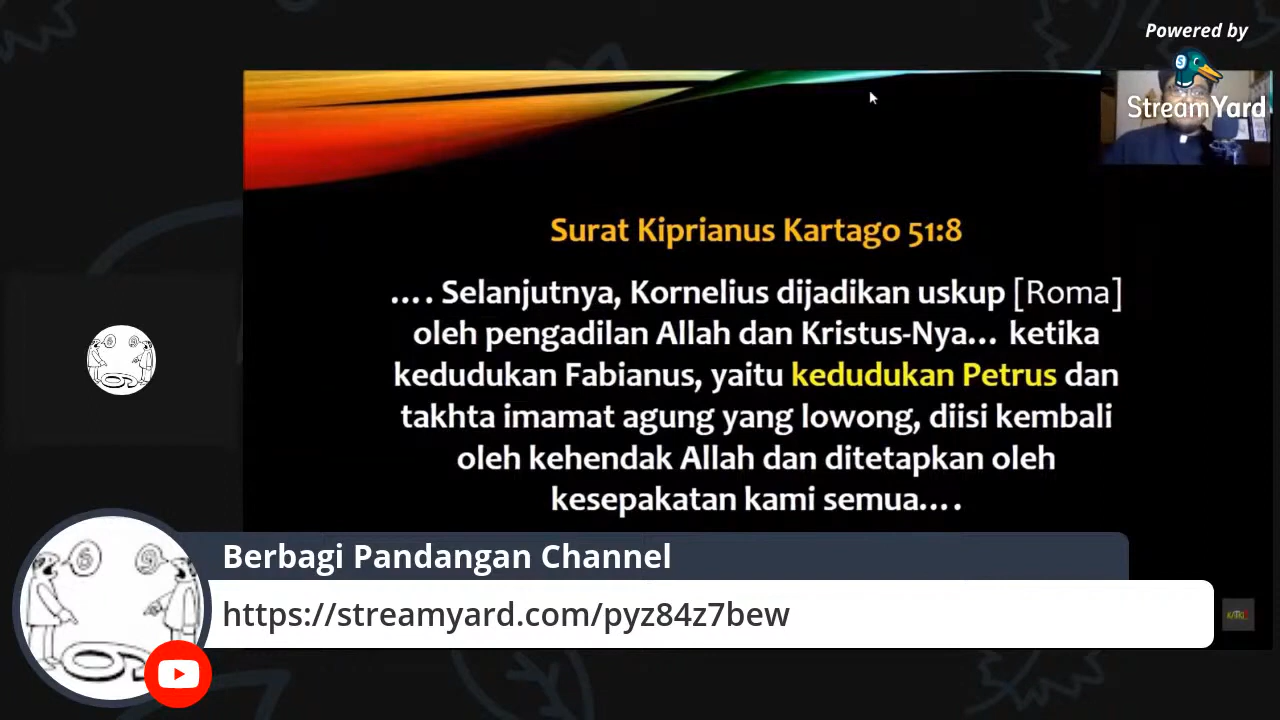 Powered by
StreamYard
Surat Kiprianus Kartago 51:8
.... Selanjutnya, Kornelius dijadikan uskup [Roma]
oleh pengadilan Allah dan Kristus-Nya... ketika
kedudukan Fabianus, yaitu kedudukan Petrus dan
takhta imamat agung yang lowong, diisi kembali
oleh kehendak Allah dan ditetapkan oleh
kesepakatan kami semua....
Berbagi Pandangan Channel
https://streamyard.com/pyz84z7bew